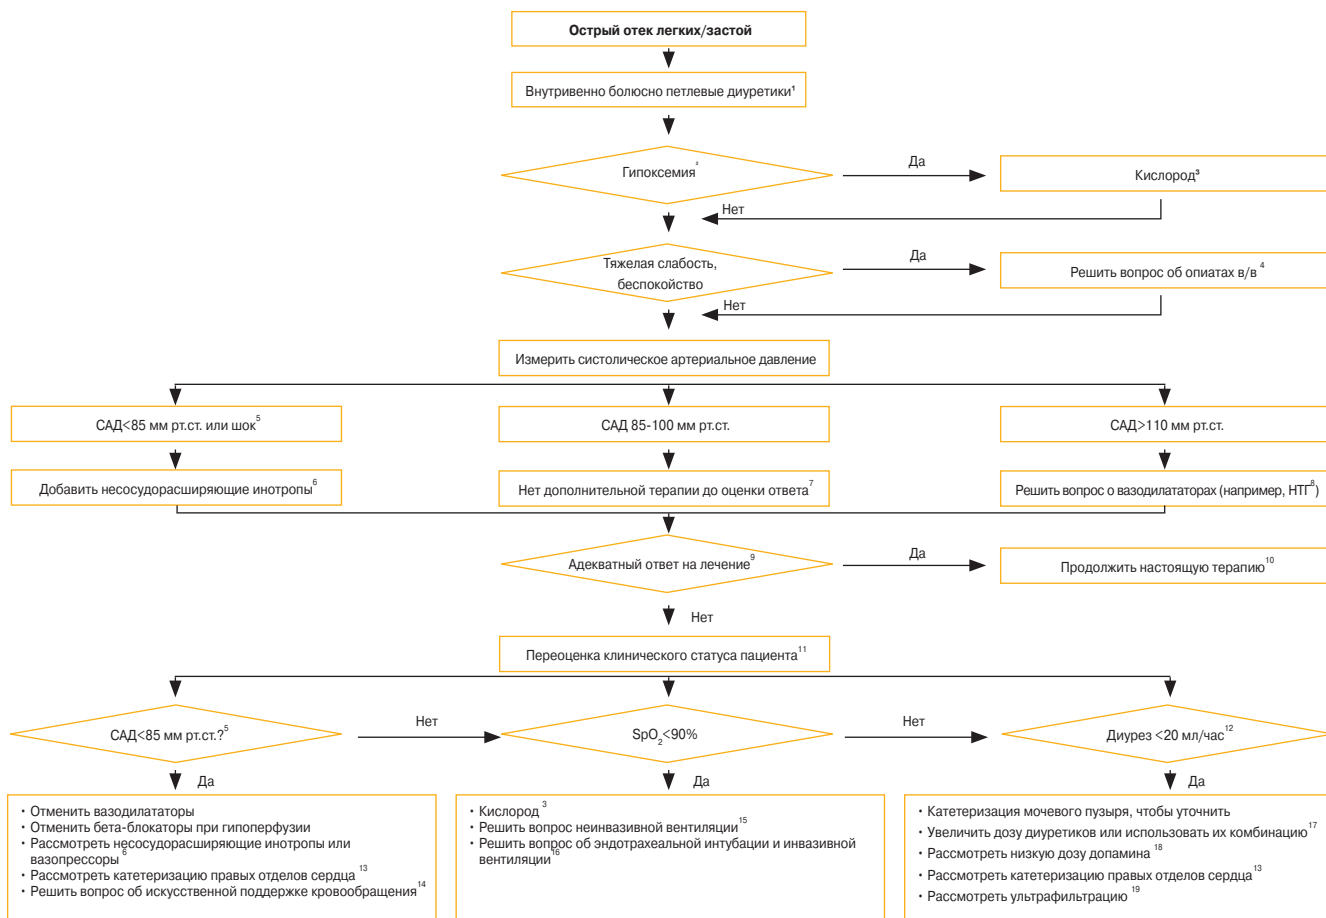 Острый отек легких/застой
Внутривенно болюсно петлевые диуретики¹
Гипоксемия²
Да
Кислород³
Нет
Тяжелая слабость,
беспокойство
Да
Решить вопрос об опиатах в/в ⁴
Нет
Измерить систолическое артериальное давление
САД<85 мм рт.ст. или шок⁵
САД 85-100 мм рт.ст.
САД>110 мм рт.ст.
Добавить несосудорасширяющие инотропы⁶
Нет дополнительной терапии до оценки ответа⁷
Решить вопрос о вазодилататорах (например, НТГ⁸)
Адекватный ответ на лечение⁹
Да
Продолжить настоящую терапию¹⁰
Нет
Переоценка клинического статуса пациента¹¹
САД<85 мм рт.ст.?⁵
Нет
SpO₂<90%
Нет
Диурез <20 мл/час¹²
Да
Да
Да
· Отменить вазодилататоры
· Отменить бета-блокаторы при гипоперфузии
· Рассмотреть несосудорасширяющие инотропы или
вазопрессоры⁶
· Рассмотреть катетеризацию правых отделов сердца¹³
· Решить вопрос об искусственной поддержке кровообращения¹⁴
· Кислород ³
· Решить вопрос неинвазивной вентиляции¹⁵
· Решить вопрос об эндотрахеальной интубации и инвазивной
вентиляции¹⁶
· Катетеризация мочевого пузыря, чтобы уточнить
· Увеличить дозу диуретиков или использовать их комбинацию¹⁷
· Рассмотреть низкую дозу допамина ¹⁸
· Рассмотреть катетеризацию правых отделов сердца¹³
· Рассмотреть ультрафильтрацию ¹⁹